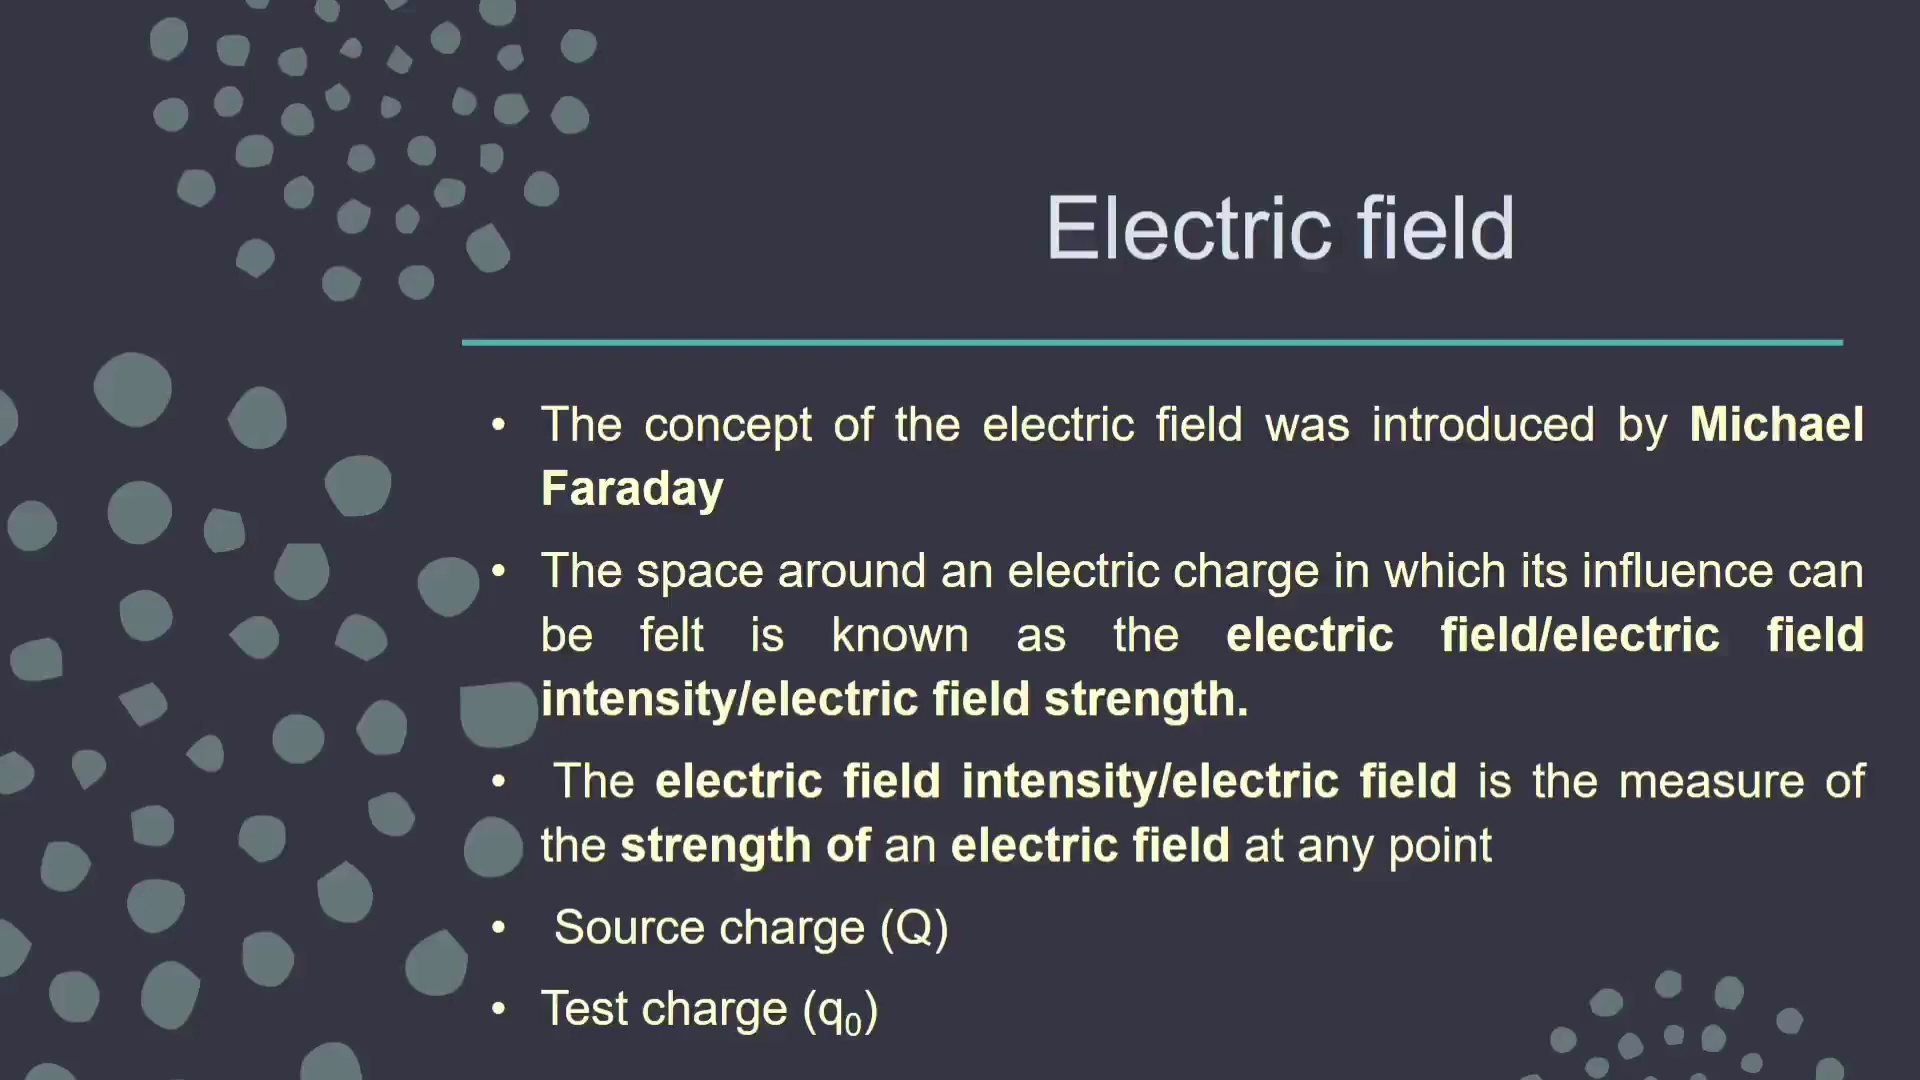 Electric field
• The concept of the electric field was introduced by Michael
Faraday
• The space around an electric charge in which its influence can
be felt is known as the electric field/electric field
intensity/electric field strength.
• The electric field intensity/electric field is the measure of
the strength of an electric field at any point
• Source charge (Q)
• Test charge (q₀)